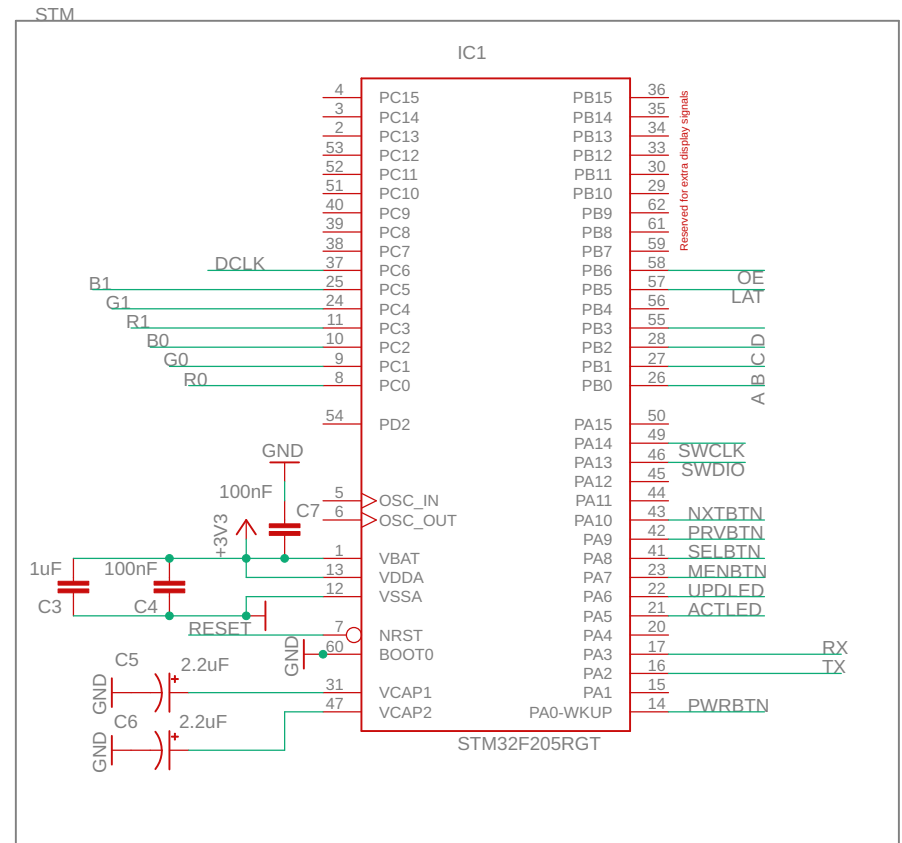 STM
IC1
4 PC15 PB15 36
3 PC14 PB14 35
2 PC13 PB13 34
53 PC12 PB12 33
52 PC11 PB11 30
51 PC10 PB10 29
40 PC9 PB9 62
39 PC8 PB8 61
38 PC7 PB7 59
Reserved for extra display signals
DCLK 37 PC6 PB6 58 OE
B1 25 PC5 PB5 57 LAT
G1 24 PC4 PB4 56
R1 11 PC3 PB3 55 D
B0 10 PC2 PB2 28 C
G0 9 PC1 PB1 27 B
R0 8 PC0 PB0 26 A
54 PD2 PA15 50
PA14 49 SWCLK
GND PA13 46 SWDIO
PA12 45
100nF 5 OSC_IN PA11 44
C7 6 OSC_OUT PA10 43 NXTBTN
+3V3 PA9 42 PRVBTN
1 VBAT PA8 41 SELBTN
1uF 100nF 13 VDDA PA7 23 MENBTN
C3 C4 12 VSSA PA6 22 UPDLED
PA5 21 ACTLED
RESET 7 NRST PA4 20
GND 60 BOOT0 PA3 17 RX
C5 2.2uF PA2 16 TX
GND + 31 VCAP1 PA1 15
C6 2.2uF 47 VCAP2 PA0-WKUP 14 PWRBTN
GND +
STM32F205RGT